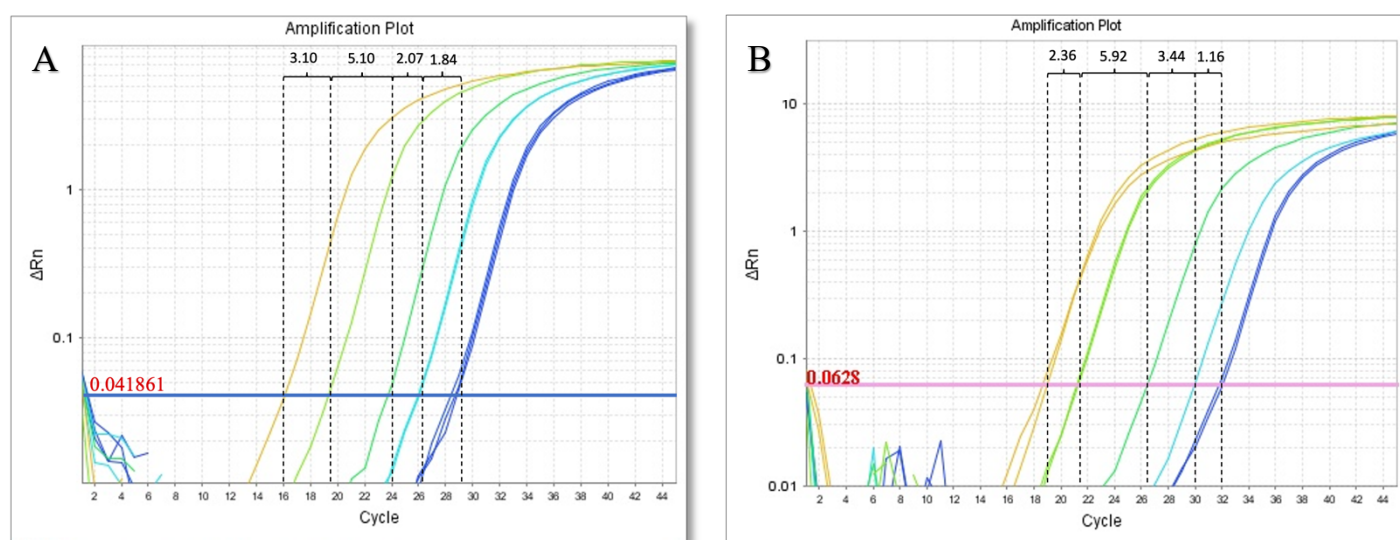 Amplification Plot
A
3.10 5.10 2.07 1.84
1
ΔRn
0.1
0.041861
2 4 6 8 10 12 14 16 18 20 22 24 26 28 30 32 34 36 38 40 42 44
Cycle
Amplification Plot
B
2.36 5.92 3.44 1.16
10
1
ΔRn
0.1
0.0628
0.01
2 4 6 8 10 12 14 16 18 20 22 24 26 28 30 32 34 36 38 40 42 44
Cycle